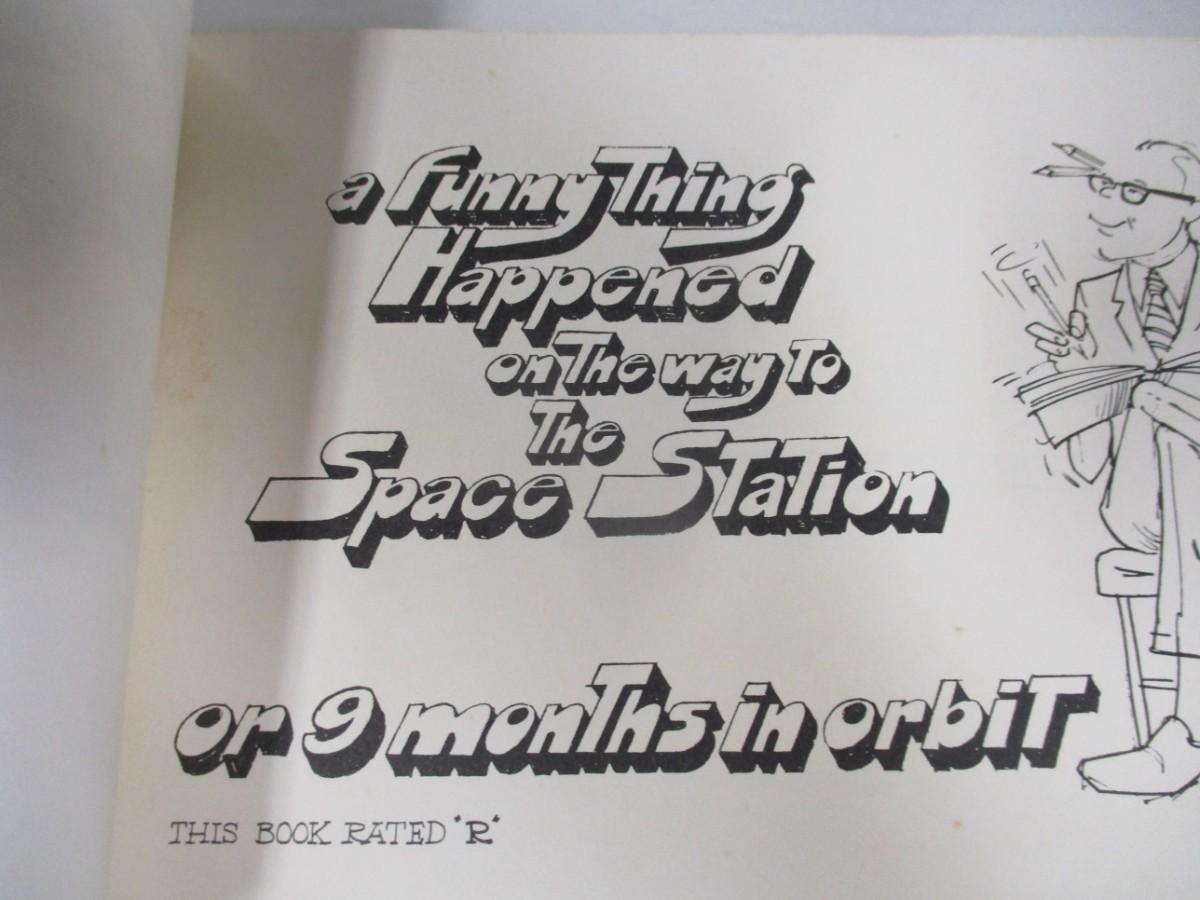 a funny Thing
Happened
on The way To
The
Space STaTion
or 9 monThs in orbiT
THIS BOOK RATED "R"